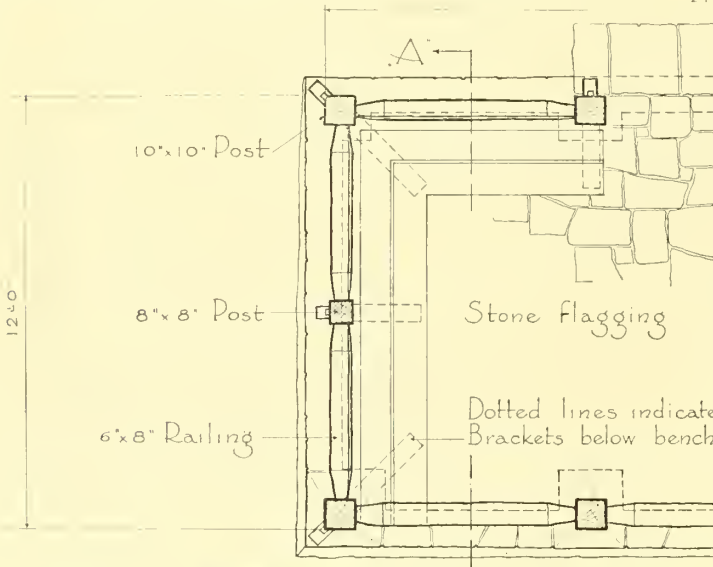 "A"
10"x10" Post
12'-0"
8"x 8" Post
Stone flagging
6"x8" Railing
Dotted lines indicate
Brackets below bench